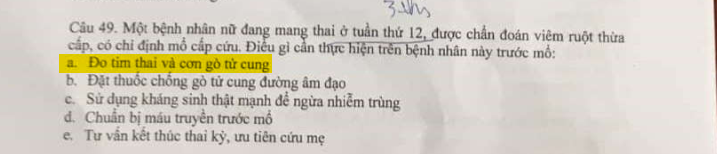 Câu 49. Một bệnh nhân nữ đang mang thai ở tuần thứ 12, được chẩn đoán viêm ruột thừa
cấp, có chỉ định mổ cấp cứu. Điều gì cần thực hiện trên bệnh nhân này trước mổ:
a. Đo tim thai và cơn gò tử cung
b. Đặt thuốc chống gò tử cung đường âm đạo
c. Sử dụng kháng sinh thật mạnh để ngừa nhiễm trùng
d. Chuẩn bị máu truyền trước mổ
e. Tư vấn kết thúc thai kỳ, ưu tiên cứu mẹ